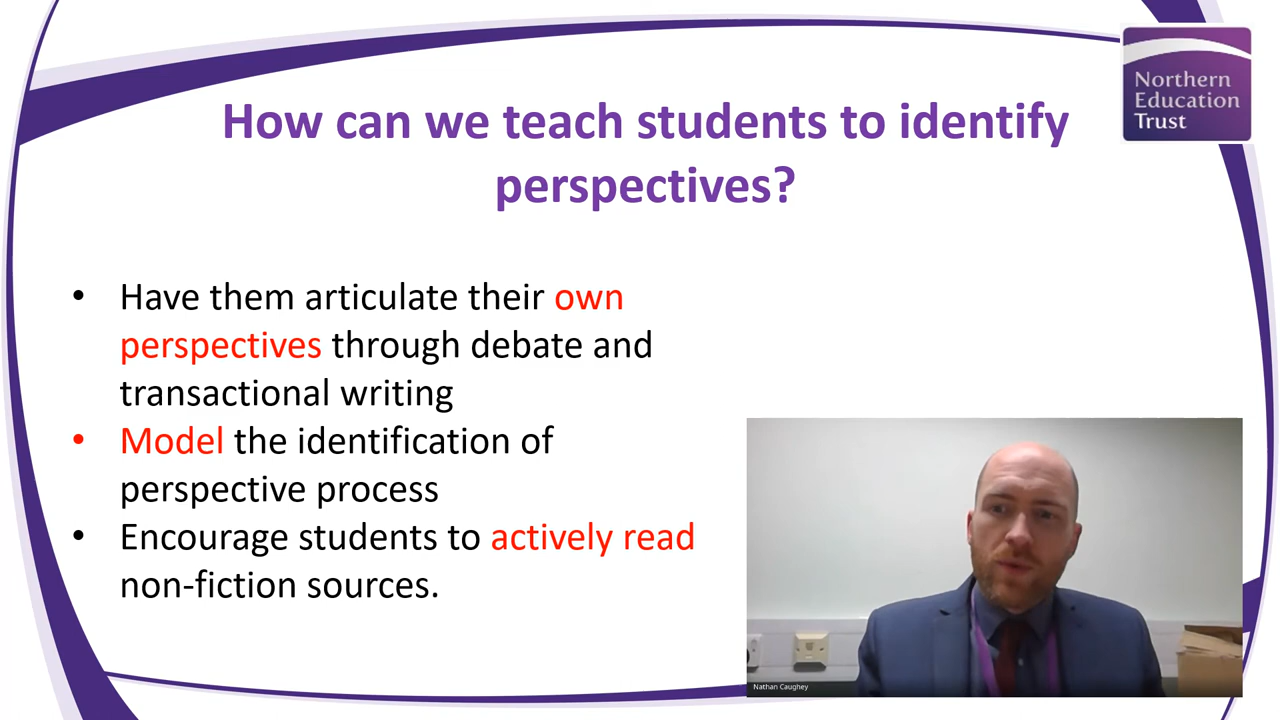 Northern
Education
Trust
How can we teach students to identify
perspectives?
• Have them articulate their own
perspectives through debate and
transactional writing
• Model the identification of
perspective process
• Encourage students to actively read
non-fiction sources.
Nathan Caughey